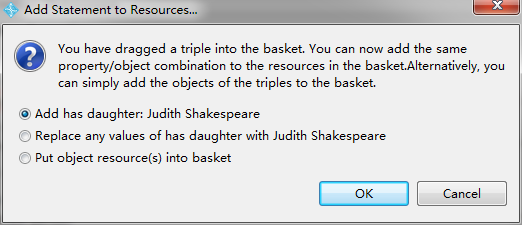 Add Statement to Resources...
You have dragged a triple into the basket. You can now add the same
property/object combination to the resources in the basket.Alternatively, you
can simply add the objects of the triples to the basket.
Add has daughter: Judith Shakespeare
Replace any values of has daughter with Judith Shakespeare
Put object resource(s) into basket
OK Cancel